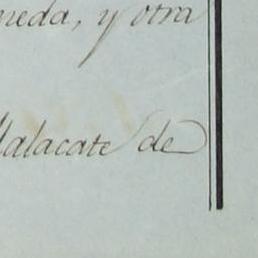 neda, y otra
Malacate de